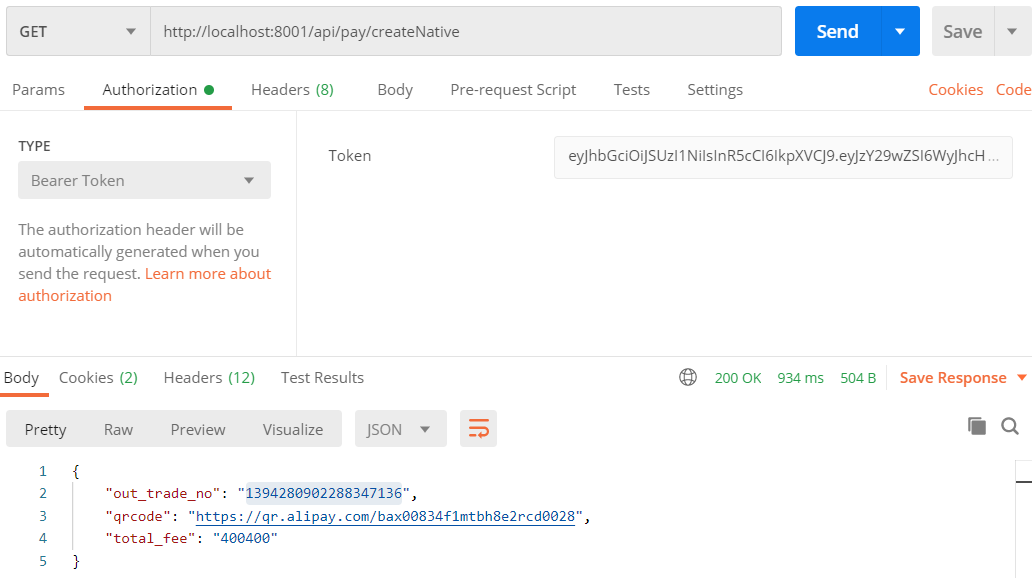 GET http://localhost:8001/api/pay/createNative Send Save
Params Authorization Headers (8) Body Pre-request Script Tests Settings Cookies Code
TYPE
Bearer Token
The authorization header will be
automatically generated when you
send the request. Learn more about
authorization
Token eyJhbGciOiJSUzI1NiIsInR5cCI6IkpXVCJ9.eyJzY29wZSI6WyJhcH ...
Body Cookies (2) Headers (12) Test Results 200 OK 934 ms 504 B Save Response
Pretty Raw Preview Visualize JSON
1 {
2 "out_trade_no": "1394280902288347136",
3 "qrcode": "https://qr.alipay.com/bax00834f1mtbh8e2rcd0028",
4 "total_fee": "400400"
5 }